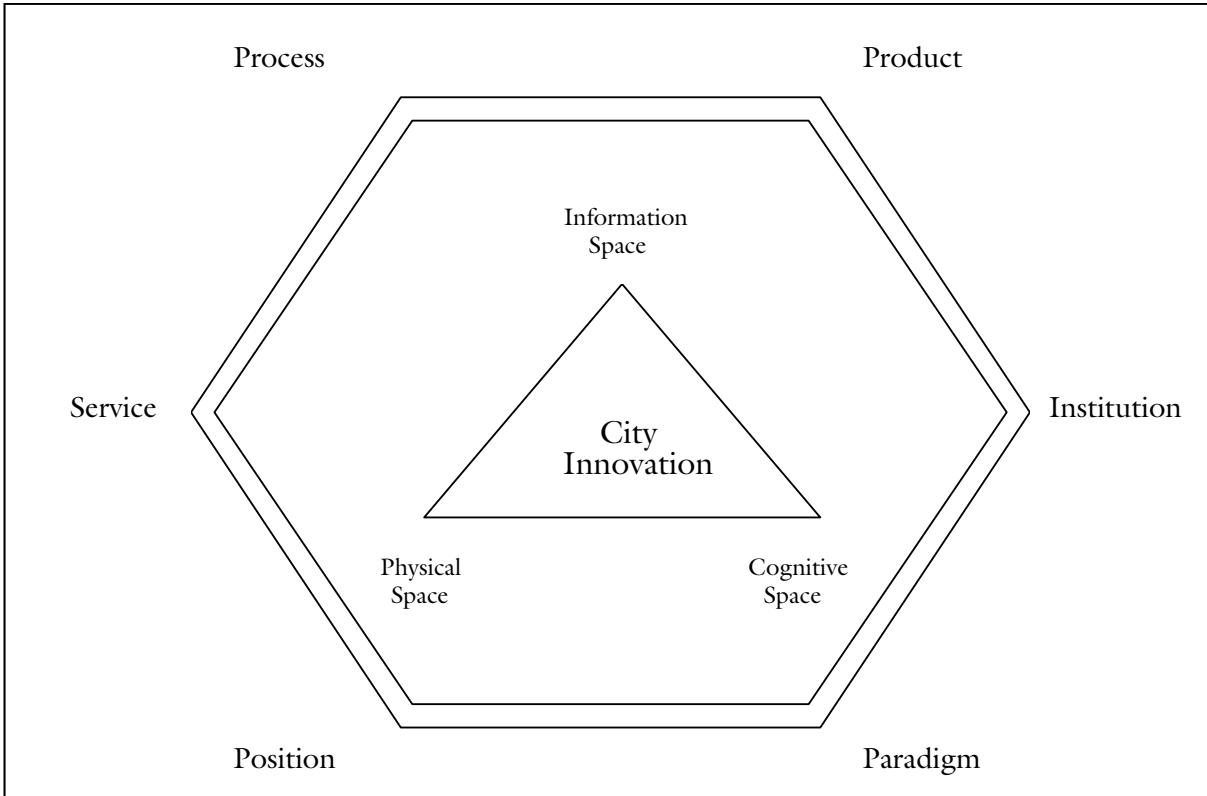 Process
Product
Information
Space
Service
City
Innovation
Institution
Physical
Space
Cognitive
Space
Position
Paradigm